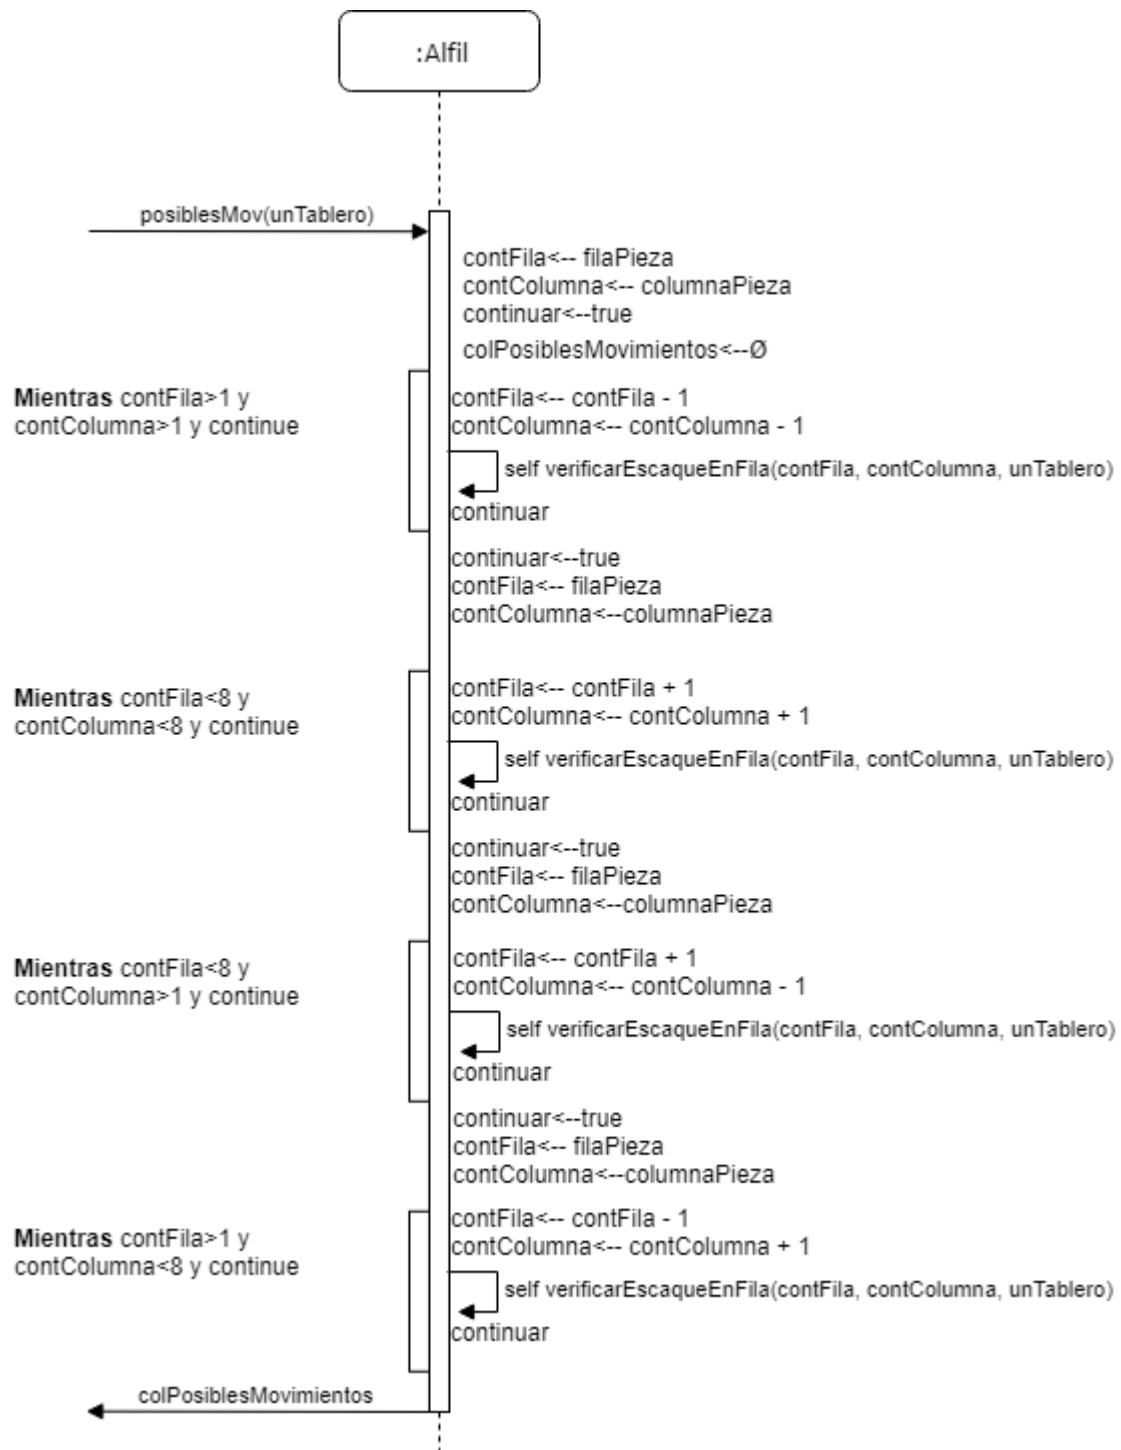 :Alfil
posiblesMov(unTablero)
contFila<-- filaPieza
contColumna<-- columnaPieza
continuar<--true
colPosiblesMovimientos<--Ø
Mientras contFila>1 y
contColumna>1 y continue
contFila<-- contFila - 1
contColumna<-- contColumna - 1
self verificarEscaqueEnFila(contFila, contColumna, unTablero)
continuar
continuar<--true
contFila<-- filaPieza
contColumna<--columnaPieza
Mientras contFila<8 y
contColumna<8 y continue
contFila<-- contFila + 1
contColumna<-- contColumna + 1
self verificarEscaqueEnFila(contFila, contColumna, unTablero)
continuar
continuar<--true
contFila<-- filaPieza
contColumna<--columnaPieza
Mientras contFila<8 y
contColumna>1 y continue
contFila<-- contFila + 1
contColumna<-- contColumna - 1
self verificarEscaqueEnFila(contFila, contColumna, unTablero)
continuar
continuar<--true
contFila<-- filaPieza
contColumna<--columnaPieza
Mientras contFila>1 y
contColumna<8 y continue
contFila<-- contFila - 1
contColumna<-- contColumna + 1
self verificarEscaqueEnFila(contFila, contColumna, unTablero)
continuar
colPosiblesMovimientos